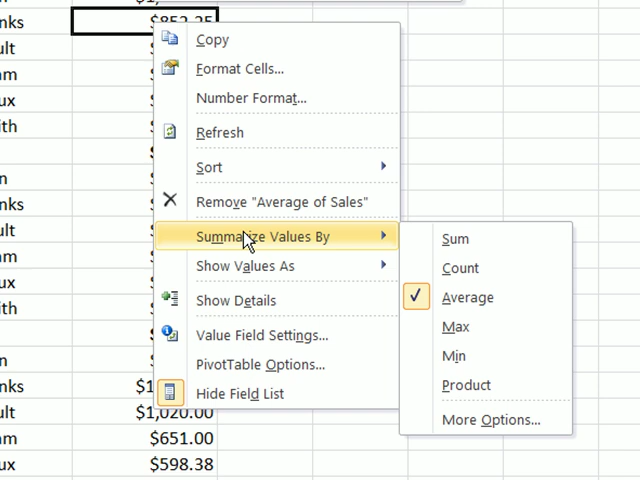 nks $852.25
ult
am
ux
ith
n
nks
ult
am
ux
ith
n
nks $1
ult $1,020.00
am $651.00
ux $598.38
Copy
Format Cells...
Number Format...
Refresh
Sort
Remove "Average of Sales"
Summarize Values By
Show Values As
Show Details
Value Field Settings...
PivotTable Options...
Hide Field List
Sum
Count
Average
Max
Min
Product
More Options...